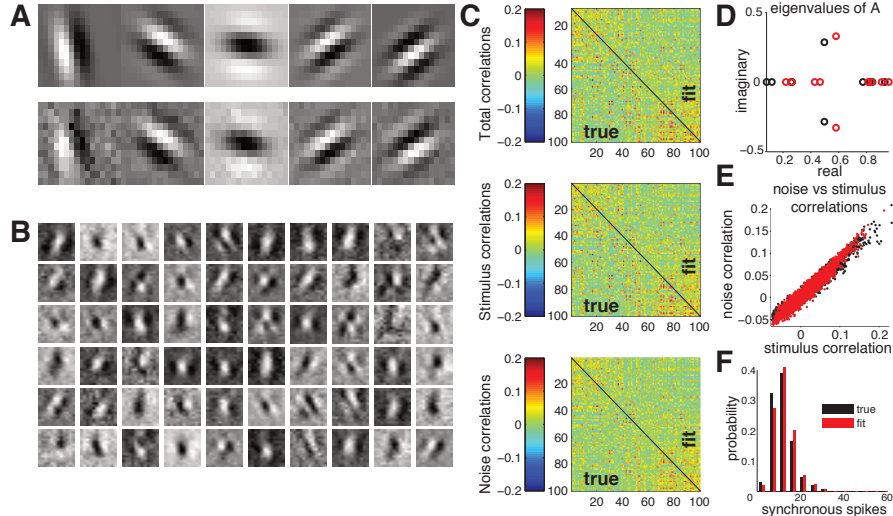 A
B
C
Total correlations
0.2
0.1
0
−0.1
−0.2
20
40
60
80
100
true
fit
20 40 60 80 100
Stimulus correlations
0.2
0.1
0
−0.1
−0.2
20
40
60
80
100
true
fit
20 40 60 80 100
Noise correlations
0.2
0.1
0
−0.1
−0.2
20
40
60
80
100
true
fit
20 40 60 80 100
D
eigenvalues of A
imaginary
0.5
0
−0.5
0.2 0.4 0.6 0.8
real
E
noise vs stimulus
correlations
noise correlation
0.2
0.15
0.1
0.05
0
−0.05
0 0.1 0.2
stimulus correlation
F
probability
0.4
0.3
0.2
0.1
0
true
fit
20 40 60
synchronous spikes